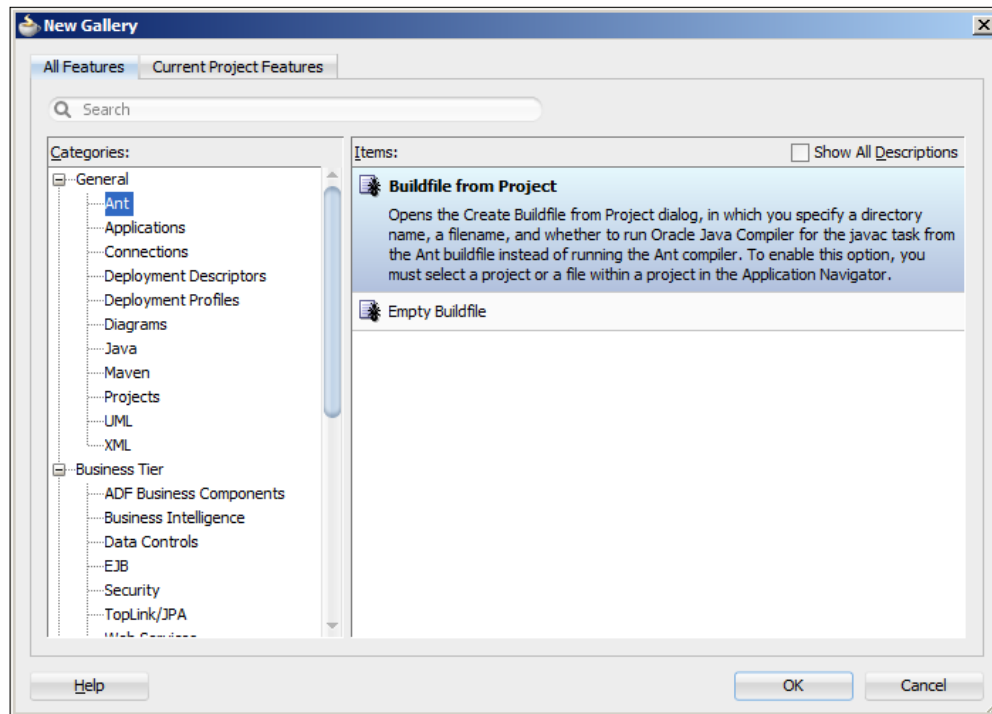 New Gallery
All Features
Current Project Features
Search
Categories:
General
Ant
Applications
Connections
Deployment Descriptors
Deployment Profiles
Diagrams
Java
Maven
Projects
UML
XML
Business Tier
ADF Business Components
Business Intelligence
Data Controls
EJB
Security
TopLink/JPA
Web Services
Items:
Show All Descriptions
Buildfile from Project
Opens the Create Buildfile from Project dialog, in which you specify a directory
name, a filename, and whether to run Oracle Java Compiler for the javac task from
the Ant buildfile instead of running the Ant compiler. To enable this option, you
must select a project or a file within a project in the Application Navigator.
Empty Buildfile
Help
OK
Cancel